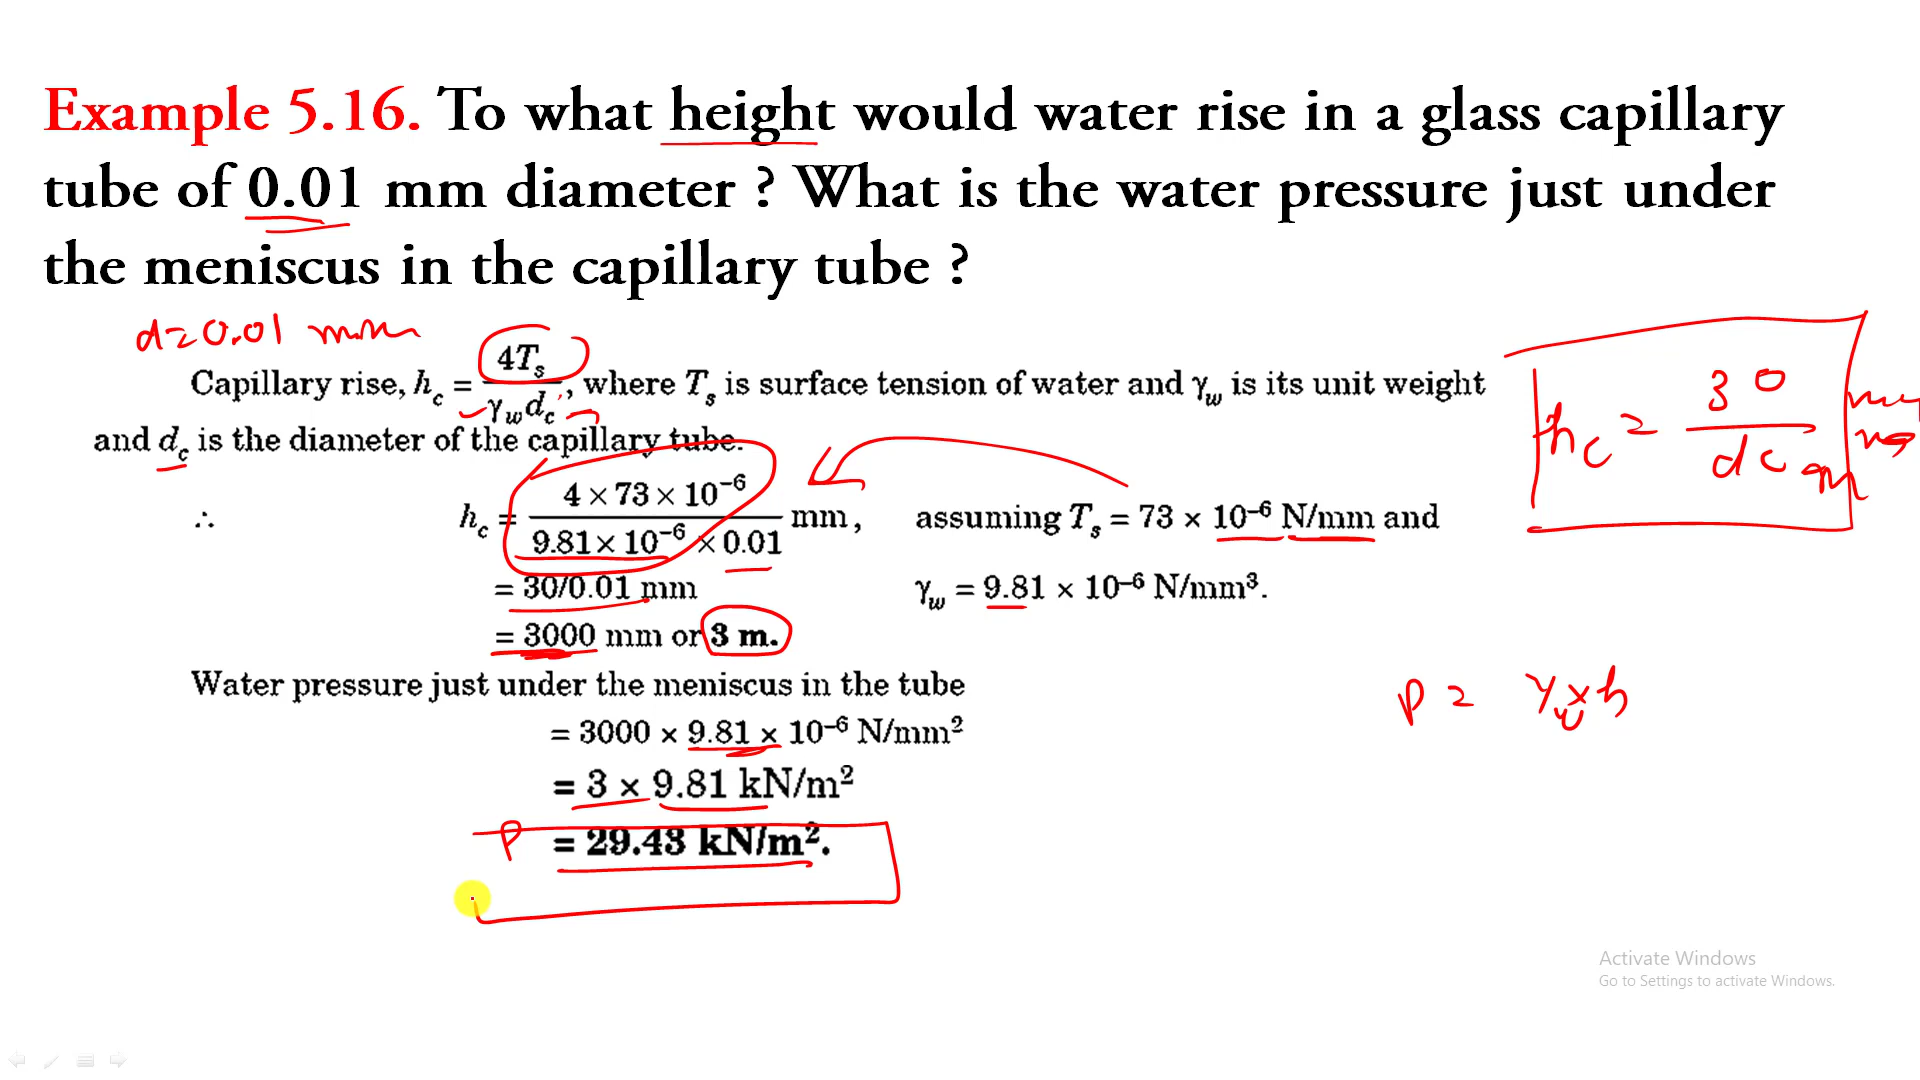 Example 5.16. To what height would water rise in a glass capillary
tube of 0.01 mm diameter ? What is the water pressure just under
the meniscus in the capillary tube ?
d=0.01 mm
Capillary rise, h_c = 4T_s / γ_w d_c, where T_s is surface tension of water and γ_w is its unit weight
and d_c is the diameter of the capillary tube.
h_c = 30 / d_c
∴ h_c = (4 × 73 × 10⁻⁶) / (9.81 × 10⁻⁶ × 0.01) mm, assuming T_s = 73 × 10⁻⁶ N/mm and
= 30/0.01 mm γ_w = 9.81 × 10⁻⁶ N/mm³.
= 3000 mm or 3 m.
Water pressure just under the meniscus in the tube
P = γ_w × h
= 3000 × 9.81 × 10⁻⁶ N/mm²
= 3 × 9.81 kN/m²
P = 29.43 kN/m².
Activate Windows
Go to Settings to activate Windows.